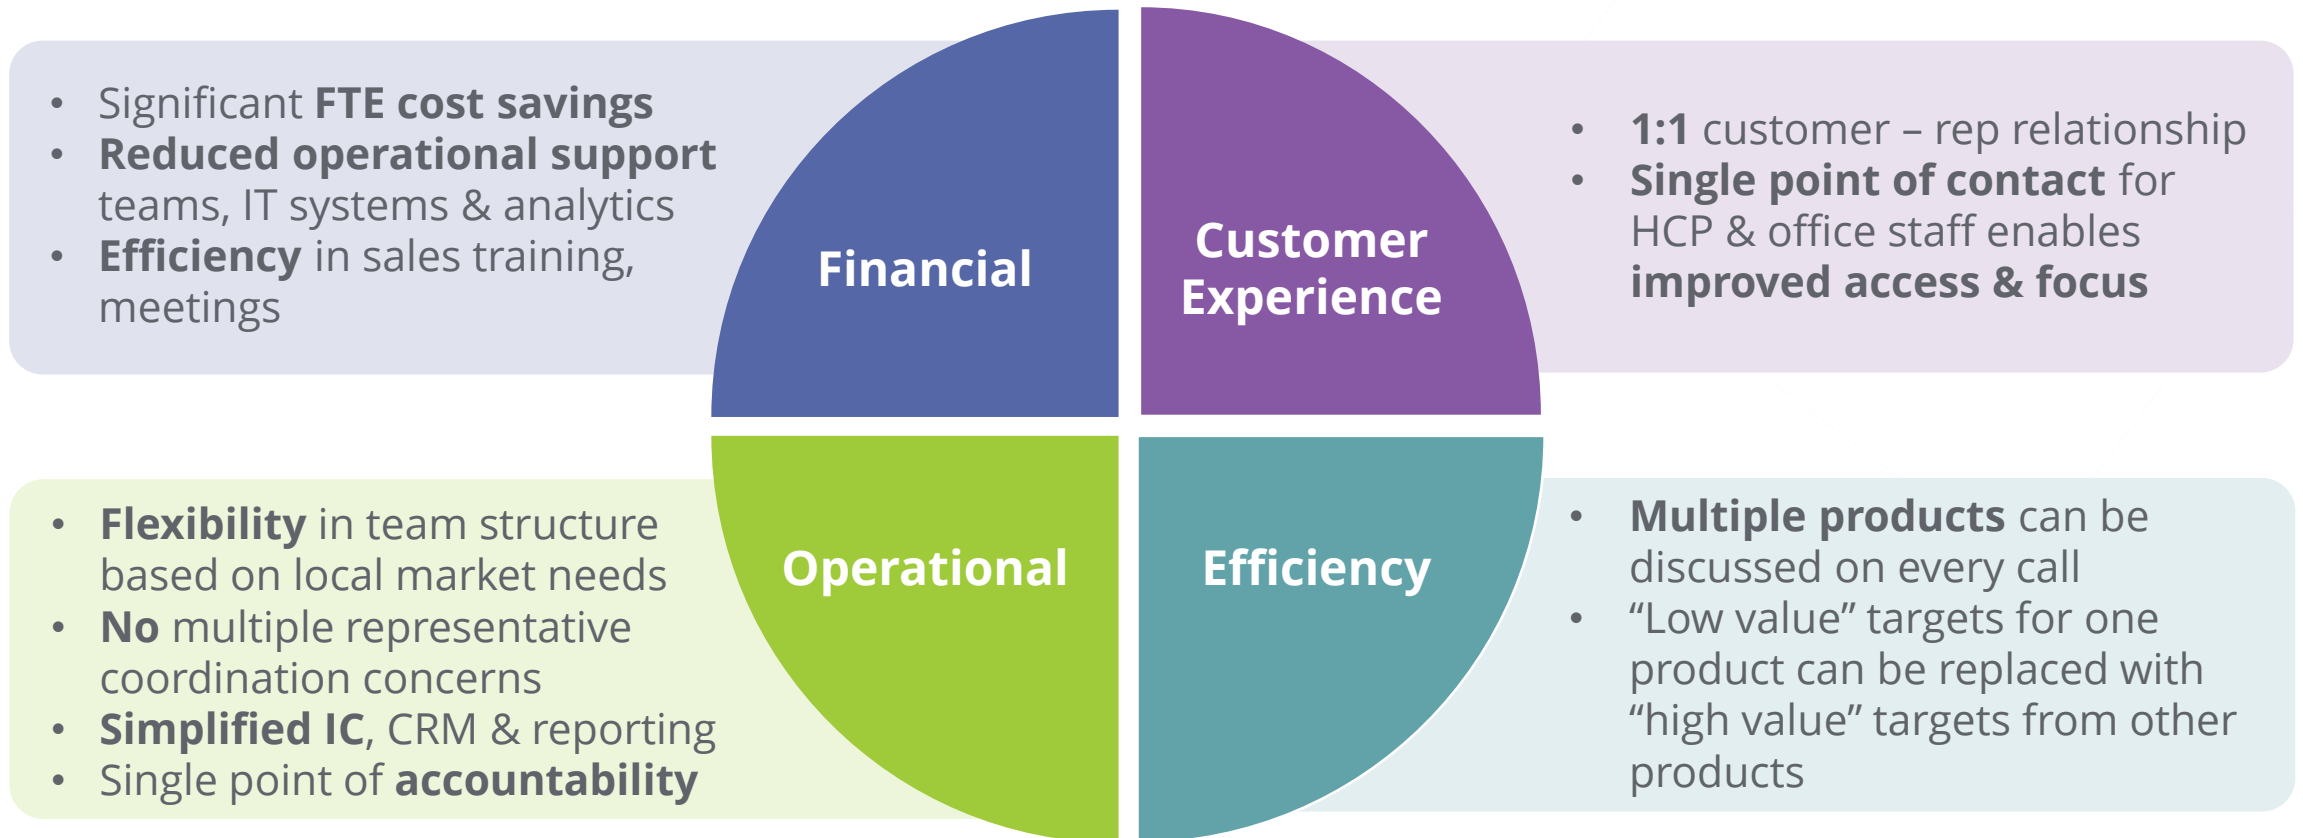 • Significant FTE cost savings
• Reduced operational support
teams, IT systems & analytics
• Efficiency in sales training,
meetings
Financial
Customer
Experience
• 1:1 customer – rep relationship
• Single point of contact for
HCP & office staff enables
improved access & focus
• Flexibility in team structure
based on local market needs
• No multiple representative
coordination concerns
• Simplified IC, CRM & reporting
• Single point of accountability
Operational
Efficiency
• Multiple products can be
discussed on every call
• “Low value” targets for one
product can be replaced with
“high value” targets from other
products